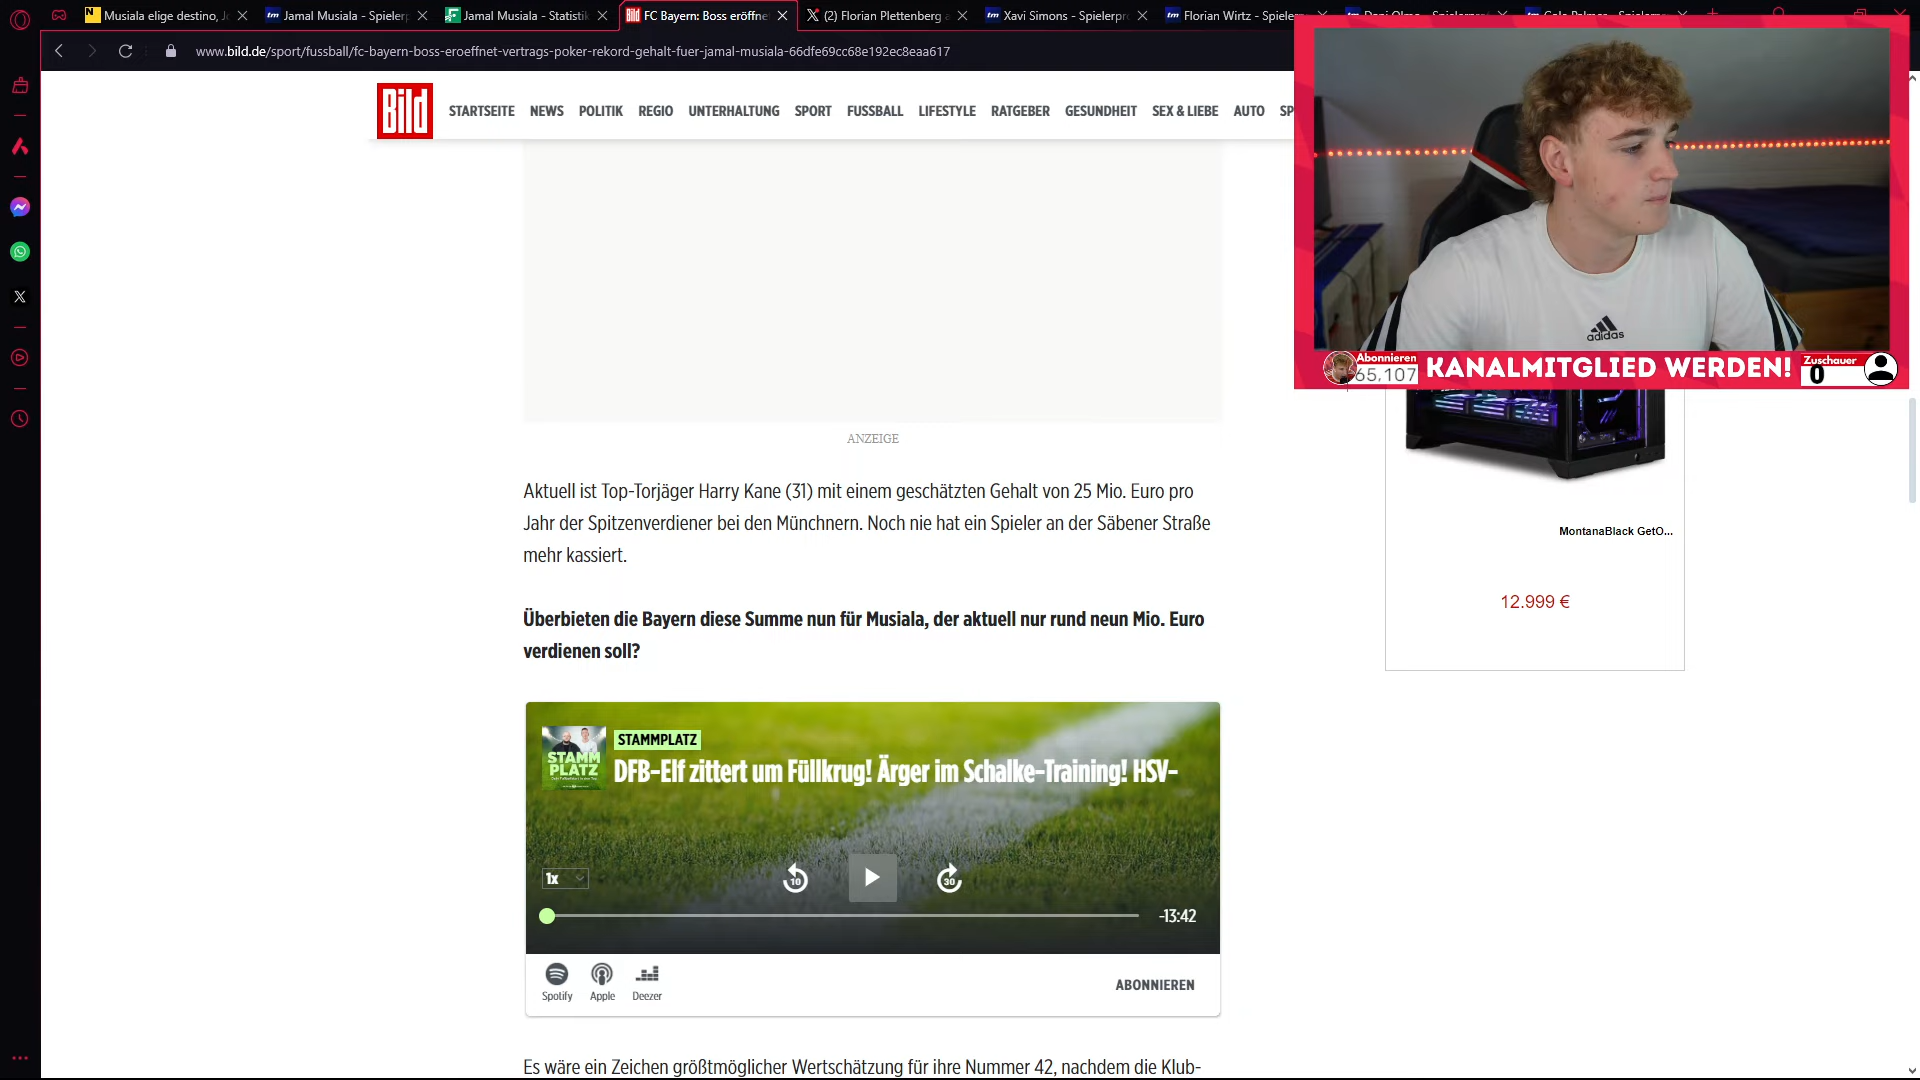 Musiala elige destino, J
Jamal Musiala - Spielerp
Jamal Musiala - Statistik
FC Bayern: Boss eröffnet
(2) Florian Plettenberg a
Xavi Simons - Spielerpro
Florian Wirtz - Spielerp
www.bild.de/sport/fussball/fc-bayern-boss-eroeffnet-vertrags-poker-rekord-gehalt-fuer-jamal-musiala-66dfe69cc68e192ec8eaa617
Bild
STARTSEITE NEWS POLITIK REGIO UNTERHALTUNG SPORT FUSSBALL LIFESTYLE RATGEBER GESUNDHEIT SEX & LIEBE AUTO SP
adidas
Abonnieren
65,107
KANALMITGLIED WERDEN!
Zuschauer
0
ANZEIGE
Aktuell ist Top-Torjäger Harry Kane (31) mit einem geschätzten Gehalt von 25 Mio. Euro pro
Jahr der Spitzenverdiener bei den Münchnern. Noch nie hat ein Spieler an der Säbener Straße
mehr kassiert.
MontanaBlack GetO...
12.999 €
Überbieten die Bayern diese Summe nun für Musiala, der aktuell nur rund neun Mio. Euro
verdienen soll?
STAMM
PLATZ
STAMMPLATZ
DFB-Elf zittert um Füllkrug! Ärger im Schalke-Training! HSV-
1x
10
30
-13:42
Spotify
Apple
Deezer
ABONNIEREN
Es wäre ein Zeichen größtmöglicher Wertschätzung für ihre Nummer 42, nachdem die Klub-